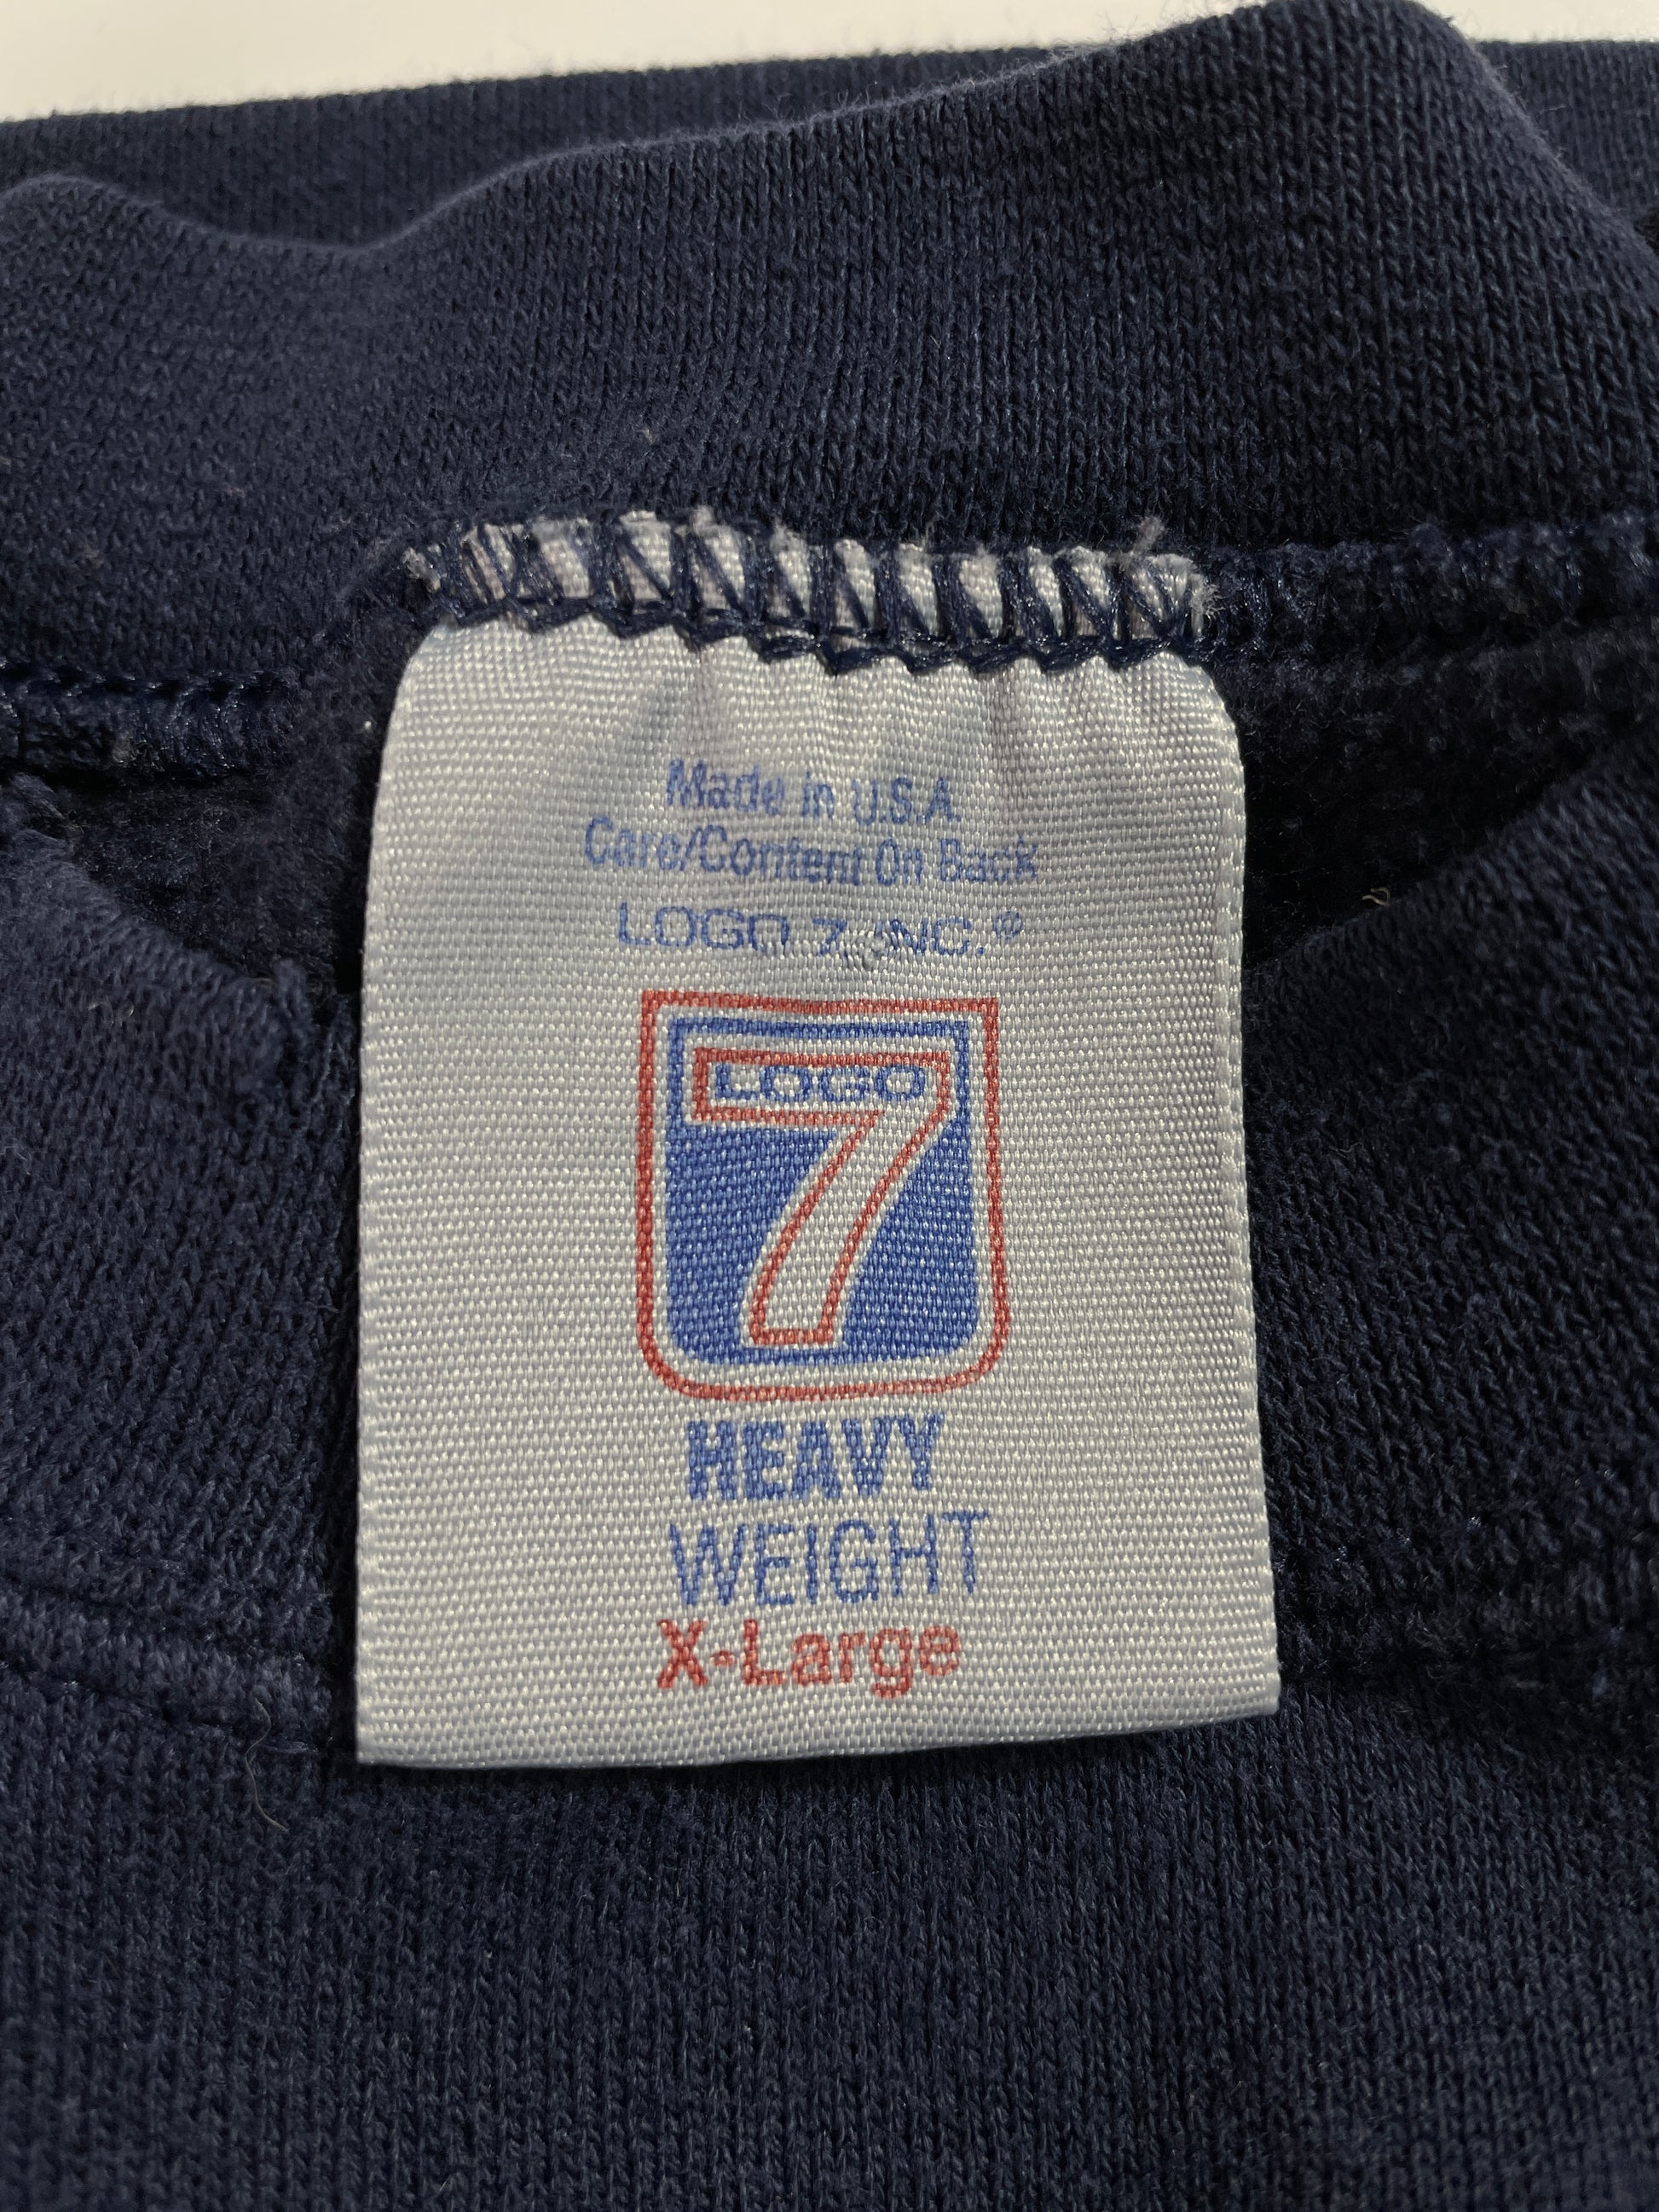 Made in U.S.A.
Care/Content On Back
LOGO 7, INC.®
LOGO
7
HEAVY
WEIGHT
X-Large